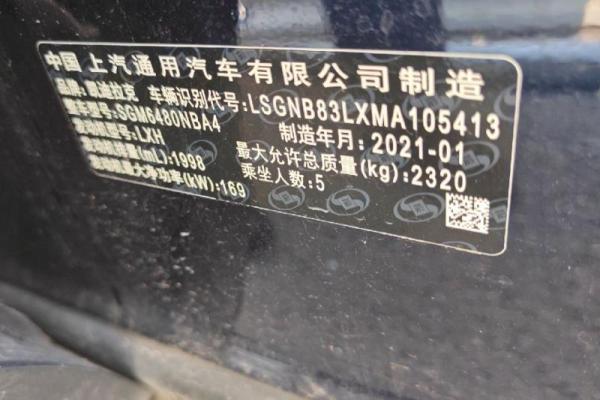 中国上汽通用汽车有限公司制造
品牌:凯迪拉克 车辆识别代号:LSGNB83LXMA105413
整车型号:SGM6480NBA4 制造年月:2021-01
发动机型号:LXH 最大允许总质量(kg):2320
发动机排量(mL):1998 乘坐人数:5
发动机最大净功率(kW):169